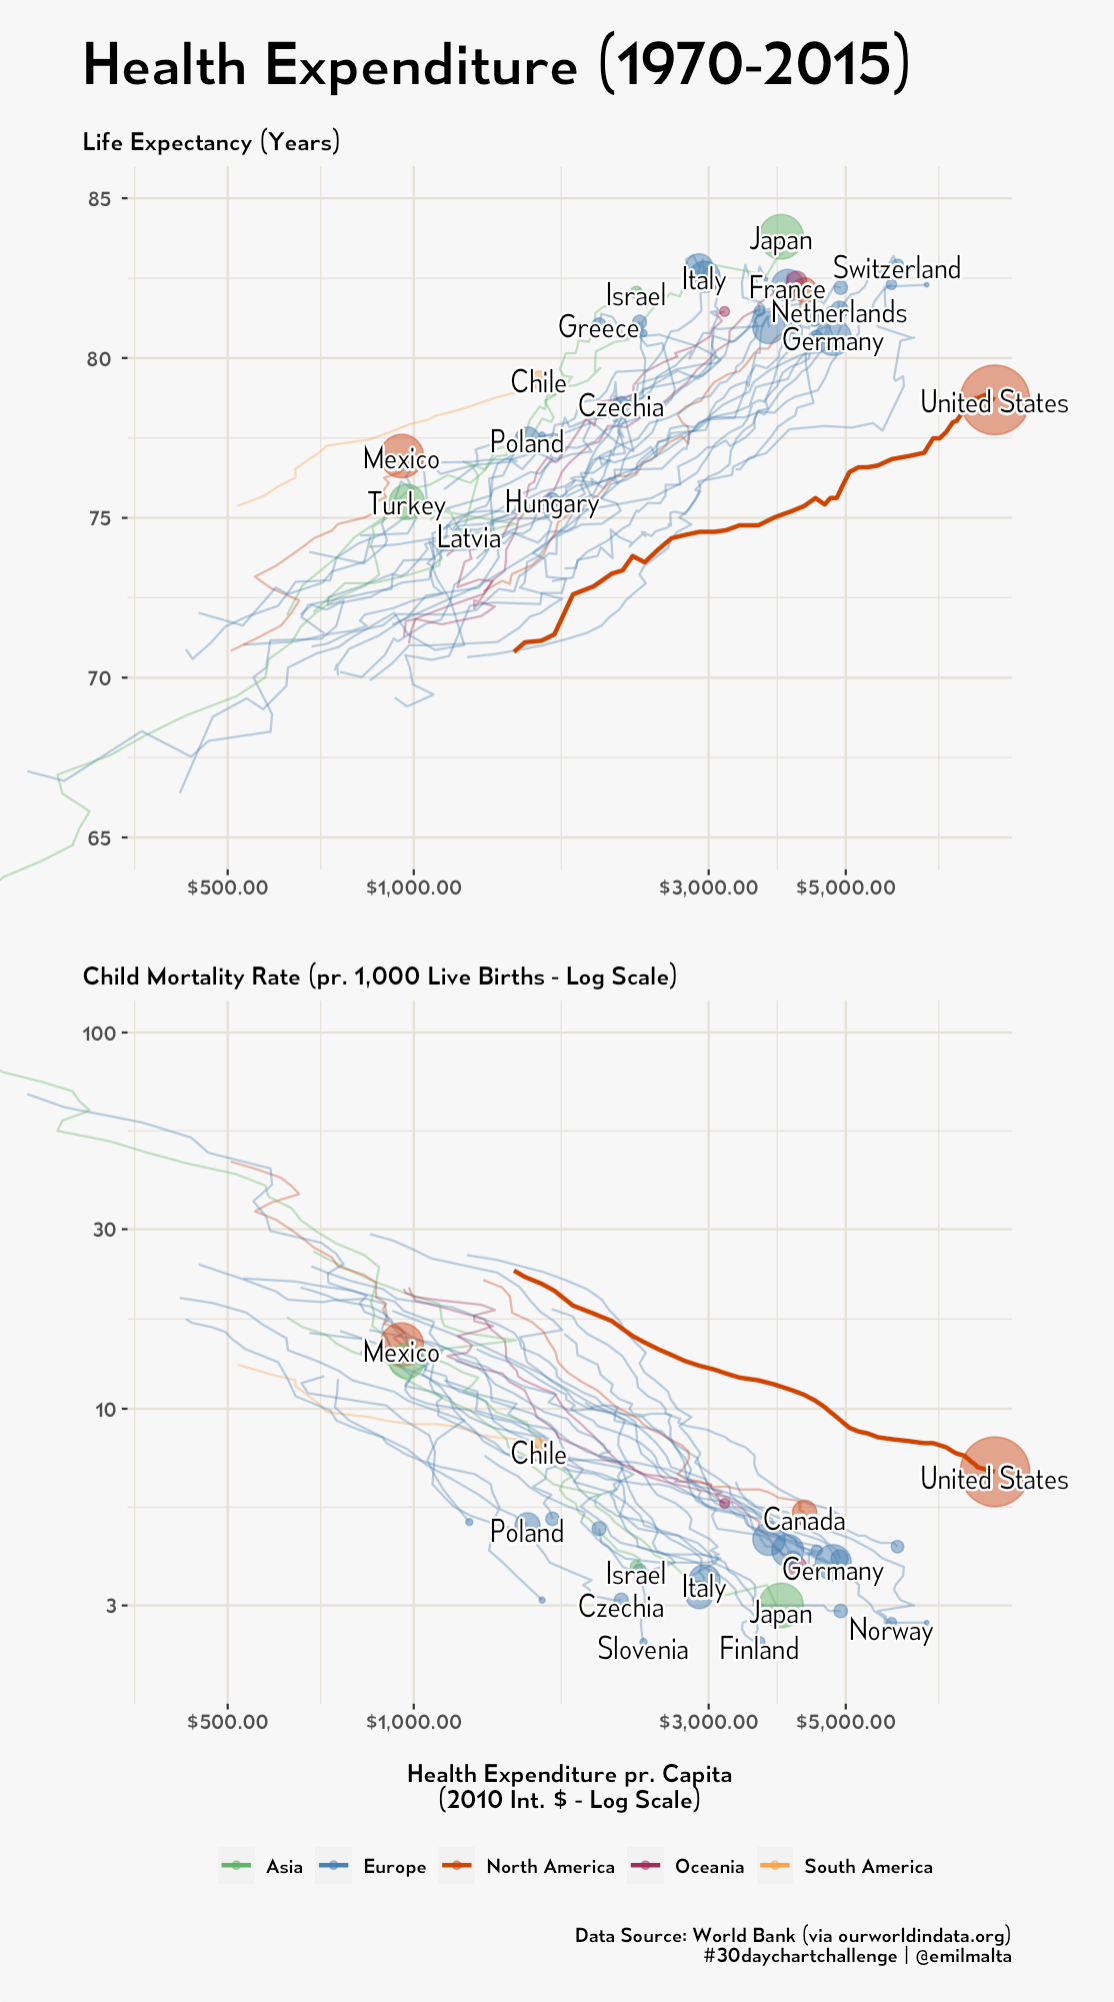 Health Expenditure (1970-2015)
Life Expectancy (Years)
85
Japan
Switzerland
Italy
France
Israel
Netherlands
Greece
Germany
80
Chile
United States
Czechia
Poland
Mexico
Turkey
Hungary
75
Latvia
70
65
$500.00 $1,000.00 $3,000.00 $5,000.00
Child Mortality Rate (pr. 1,000 Live Births - Log Scale)
100
30
Mexico
10
Chile
United States
Canada
Poland
Germany
Israel
Italy
3
Czechia
Japan
Norway
Slovenia
Finland
$500.00 $1,000.00 $3,000.00 $5,000.00
Health Expenditure pr. Capita
(2010 Int. $ - Log Scale)
Asia Europe North America Oceania South America
Data Source: World Bank (via ourworldindata.org)
#30daychartchallenge | @emilmalta